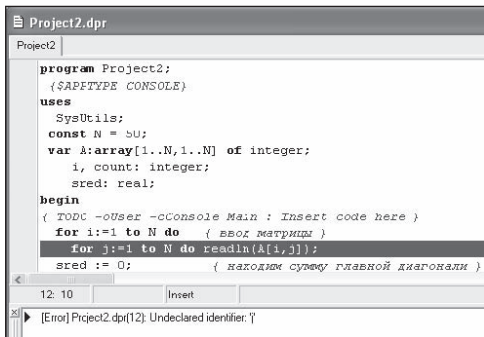 Project2.dpr
Project2
program Project2;
{$APPTYPE CONSOLE}
uses
SysUtils;
const N = 50;
var A:array[1..N,1..N] of integer;
i, count: integer;
sred: real;
begin
{ TODO -oUser -cConsole Main : Insert code here }
for i:=1 to N do { ввод матрицы }
for j:=1 to N do readln(A[i,j]);
sred := 0; { находим сумму главной диагонали }
12: 10 Insert
[Error] Project2.dpr(12): Undeclared identifier: 'j'